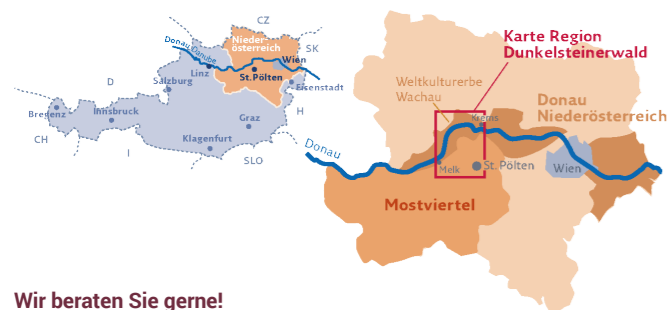 CZ
Nieder-
österreich
SK
Donau-Danube
Linz
Wien
St.Pölten
D
Salzburg
Eisenstadt
Bregenz
Innsbruck
H
Graz
CH
I
Klagenfurt
SLO
Karte Region
Dunkelsteinerwald
Weltkulturerbe
Wachau
Donau
Niederösterreich
Krems
Donau
Melk
St. Pölten
Wien
Mostviertel
Wir beraten Sie gerne!